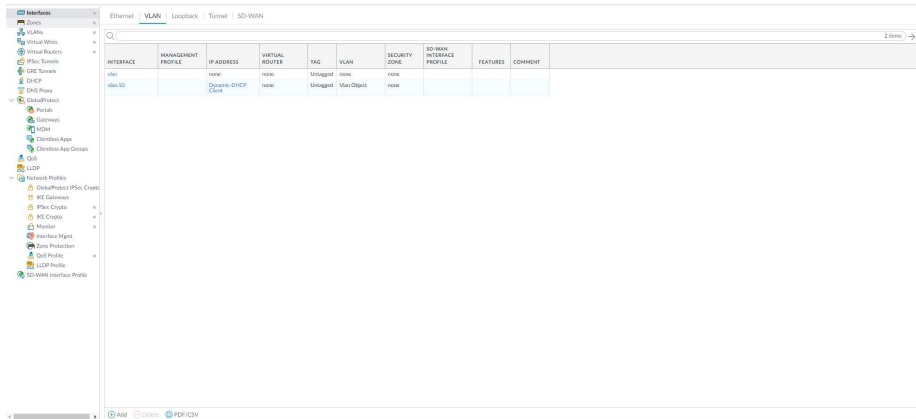 Interfaces
Zones
VLANs
Virtual Wires
Virtual Routers
IPSec Tunnels
GRE Tunnels
DHCP
DNS Proxy
GlobalProtect
Portals
Gateways
MDM
Clientless Apps
Clientless App Groups
QoS
LLDP
Network Profiles
GlobalProtect IPSec Crypto
IKE Gateways
IPSec Crypto
IKE Crypto
Monitor
Interface Mgmt
Zone Protection
QoS Profile
LLDP Profile
SD-WAN Interface Profile
Ethernet | VLAN | Loopback | Tunnel | SD-WAN
2 items
INTERFACE MANAGEMENT PROFILE IP ADDRESS VIRTUAL ROUTER TAG VLAN SECURITY ZONE SD-WAN INTERFACE PROFILE FEATURES COMMENT
vlan none none Untagged none none
vlan.10 Dynamic-DHCP Client none Untagged Vlan Object none
Add Delete PDF/CSV